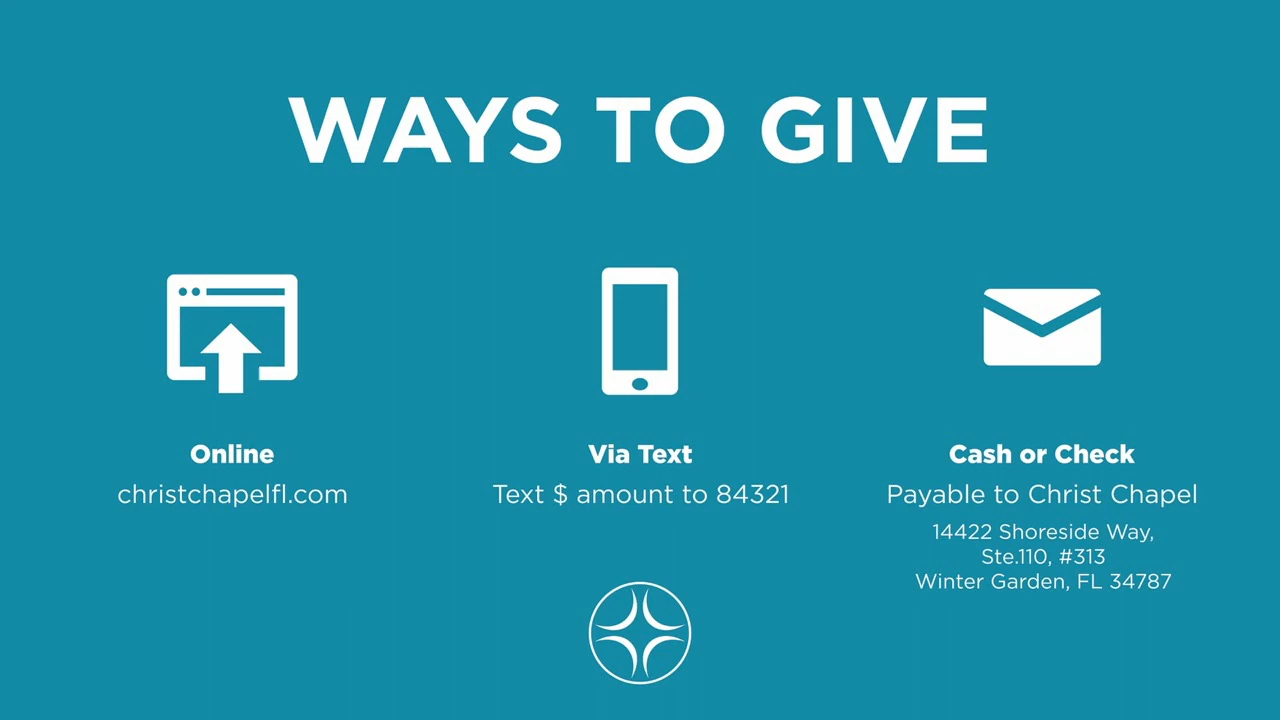 WAYS TO GIVE
Online
christchapelfl.com
Via Text
Text $ amount to 84321
Cash or Check
Payable to Christ Chapel
14422 Shoreside Way,
Ste.110, #313
Winter Garden, FL 34787